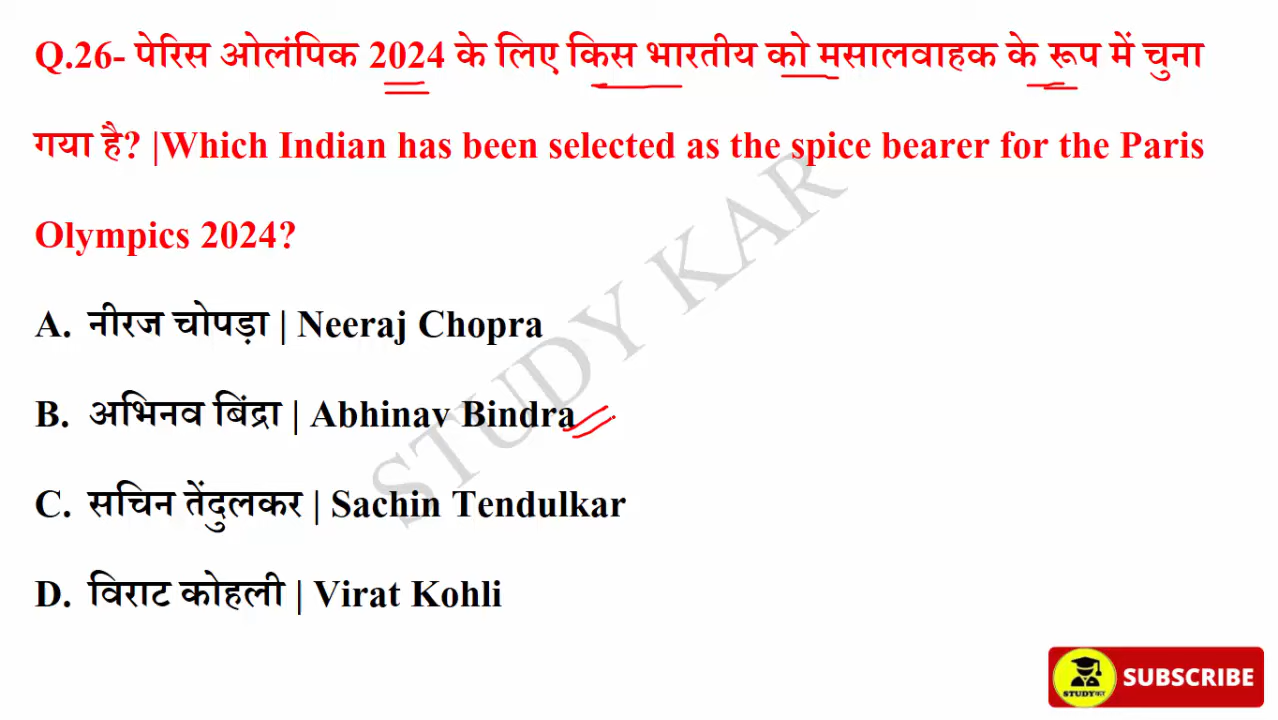 Q.26- पेरिस ओलंपिक 2024 के लिए किस भारतीय को मसालवाहक के रूप में चुना
गया है? |Which Indian has been selected as the spice bearer for the Paris
Olympics 2024?
A. नीरज चोपड़ा | Neeraj Chopra
B. अभिनव बिंद्रा | Abhinav Bindra
C. सचिन तेंदुलकर | Sachin Tendulkar
D. विराट कोहली | Virat Kohli
STUDY KAR
STUDYकर
SUBSCRIBE